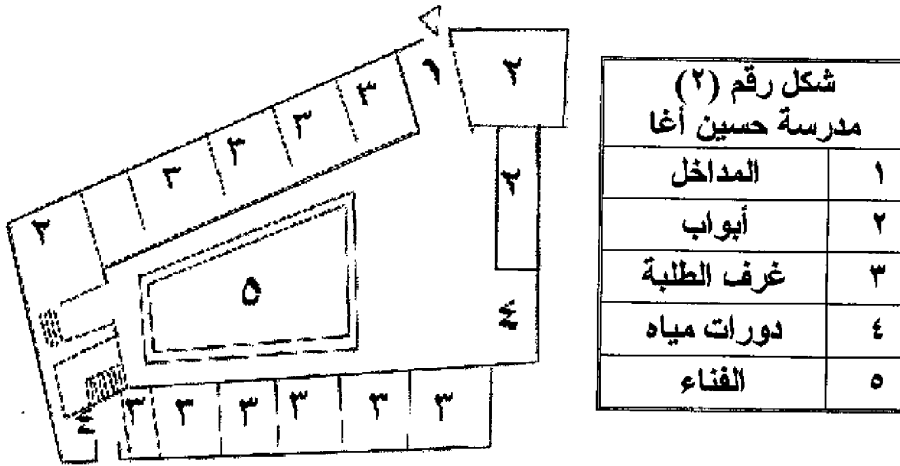 شكل رقم (٢)
مدرسة حسين أغا
١ المداخل
٢ أبواب
٣ غرف الطلبة
٤ دورات مياه
٥ الفناء
٢
١
٣
٣
٣
٣
٢
٢
٥
٤
٣ ٣ ٣ ٣ ٣ ٣
٤